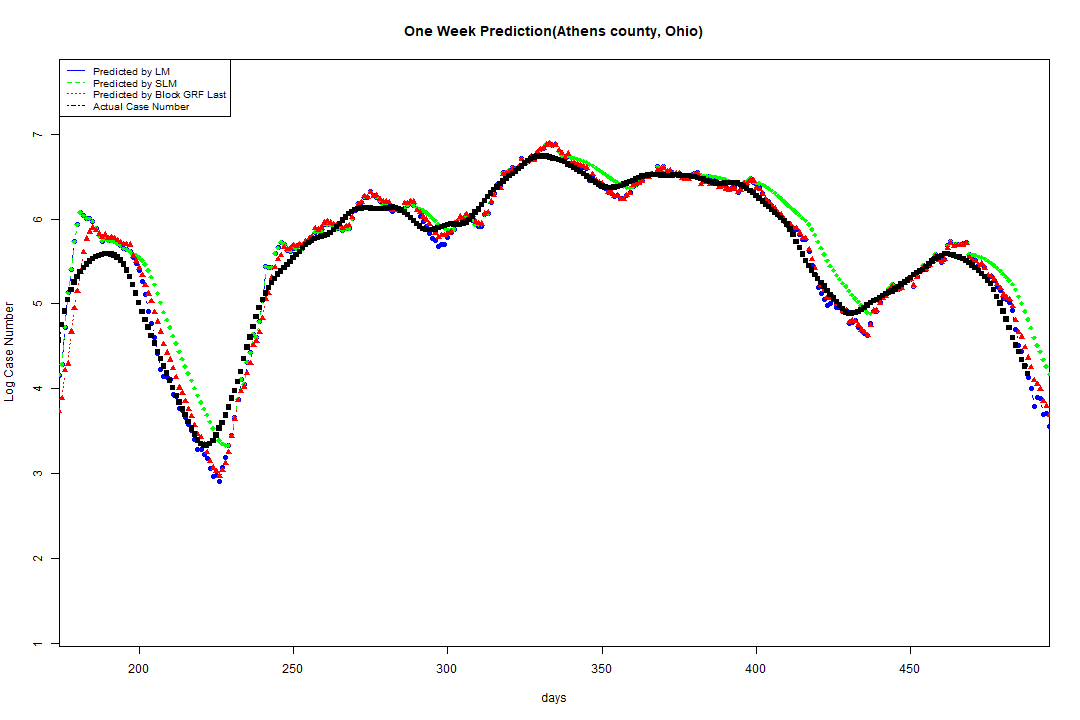 One Week Prediction(Athens county, Ohio)
Predicted by LM
Predicted by SLM
Predicted by Block GRF Last
Actual Case Number
7
6
5
4
3
2
1
Log Case Number
200 250 300 350 400 450
days